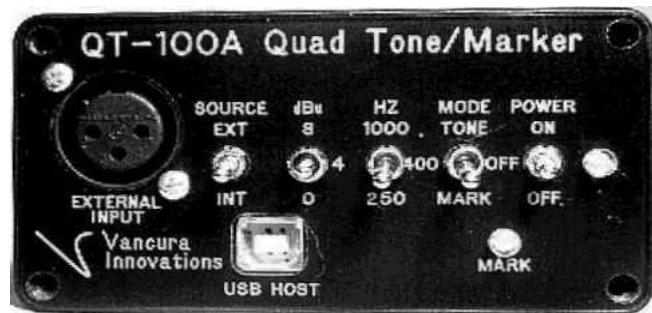 QT-100A Quad Tone/Marker
SOURCE dBu HZ MODE POWER
EXT 8 1000 TONE ON
4 400 OFF
INT 0 250 MARK OFF
EXTERNAL
INPUT
Vancura
Innovations
USB HOST
MARK